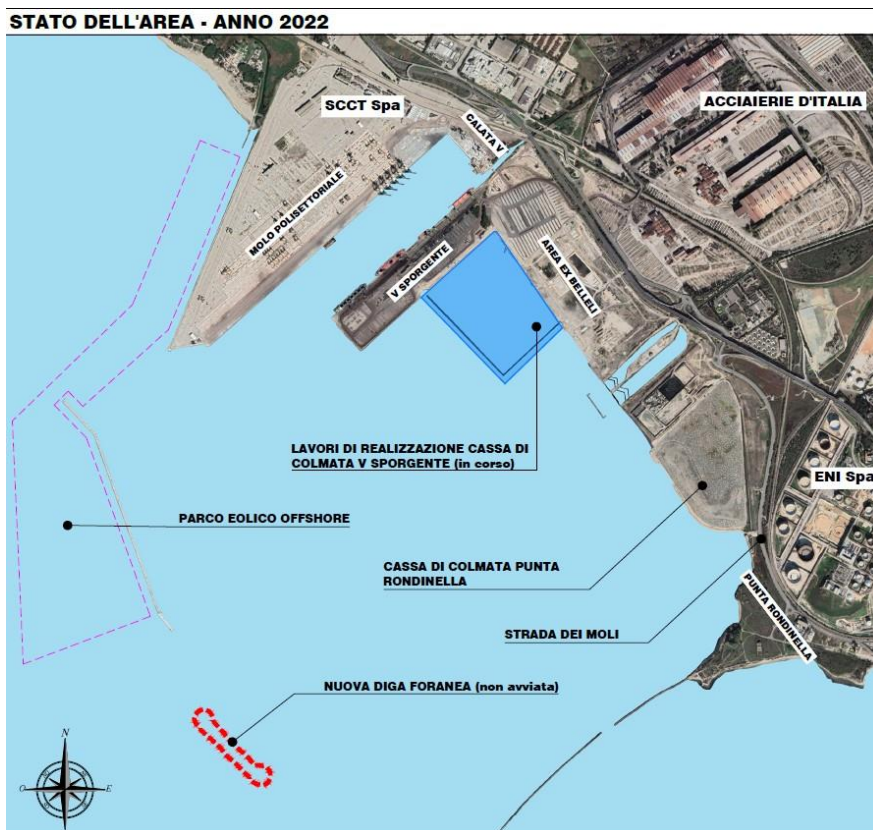 STATO DELL'AREA - ANNO 2022
SCCT Spa
ACCIAIERIE D'ITALIA
CALATA V
MOLO POLISETTORIALE
V SPORGENTE
AREA EX BELLELI
LAVORI DI REALIZZAZIONE CASSA DI
COLMATA V SPORGENTE (in corso)
ENI Spa
PARCO EOLICO OFFSHORE
CASSA DI COLMATA PUNTA
RONDINELLA
PUNTA RONDINELLA
STRADA DEI MOLI
NUOVA DIGA FORANEA (non avviata)
N
O
E